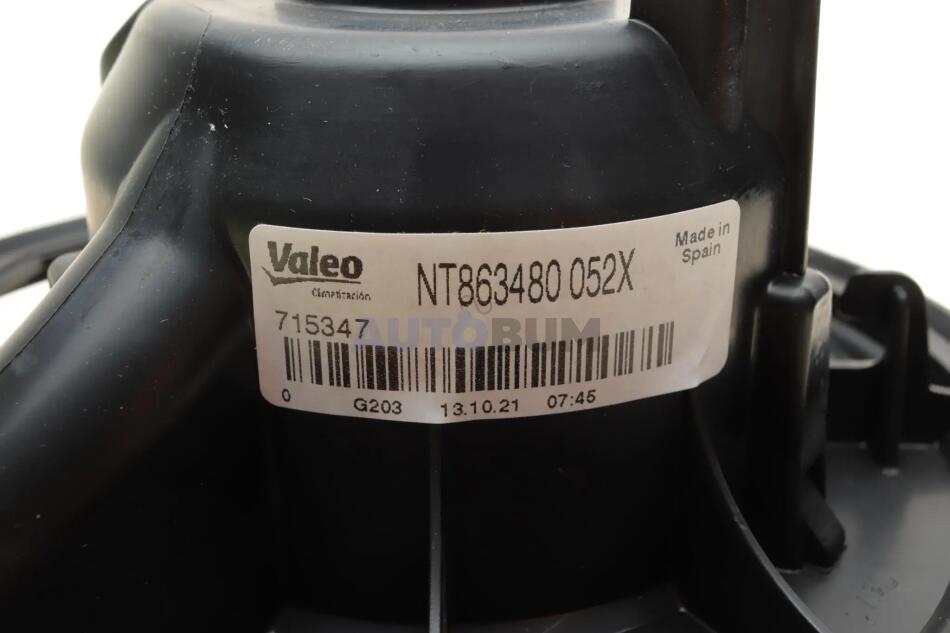 Valeo
Climatización
NT863480 052X
Made in
Spain
715347
AUTOBUM
0 G203 13.10.21 07:45